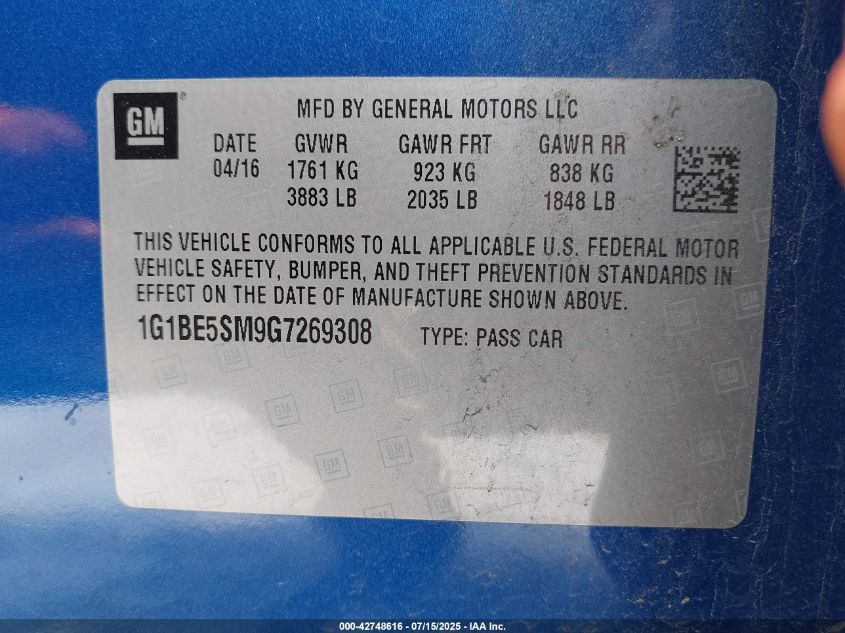 GM®
MFD BY GENERAL MOTORS LLC
DATE GVWR GAWR FRT GAWR RR
04/16 1761 KG 923 KG 838 KG
3883 LB 2035 LB 1848 LB
THIS VEHICLE CONFORMS TO ALL APPLICABLE U.S. FEDERAL MOTOR
VEHICLE SAFETY, BUMPER, AND THEFT PREVENTION STANDARDS IN
EFFECT ON THE DATE OF MANUFACTURE SHOWN ABOVE.
1G1BE5SM9G7269308 TYPE: PASS CAR
000-42748616 - 07/15/2025 - IAA Inc.